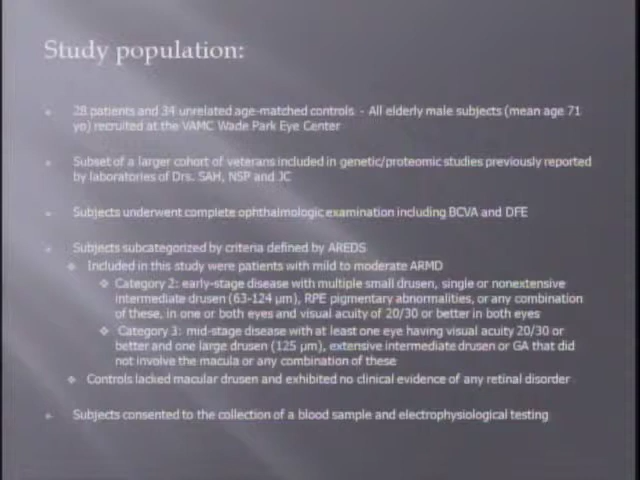 Study population:
28 patients and 34 unrelated age-matched controls - All elderly male subjects (mean age 71
yo) recruited at the VAMC Wade Park Eye Center
Subset of a larger cohort of veterans included in genetic/proteomic studies previously reported
by laboratories of Drs. SAH, NSP and JC
Subjects underwent complete ophthalmologic examination including BCVA and DFE
Subjects subcategorized by criteria defined by AREDS
Included in this study were patients with mild to moderate ARMD
Category 2: early-stage disease with multiple small drusen, single or nonextensive
intermediate drusen (63-124 µm), RPE pigmentary abnormalities, or any combination
of these, in one or both eyes and visual acuity of 20/30 or better in both eyes
Category 3: mid-stage disease with at least one eye having visual acuity 20/30 or
better and one large drusen (125 µm), extensive intermediate drusen or GA that did
not involve the macula or any combination of these
Controls lacked macular drusen and exhibited no clinical evidence of any retinal disorder
Subjects consented to the collection of a blood sample and electrophysiological testing